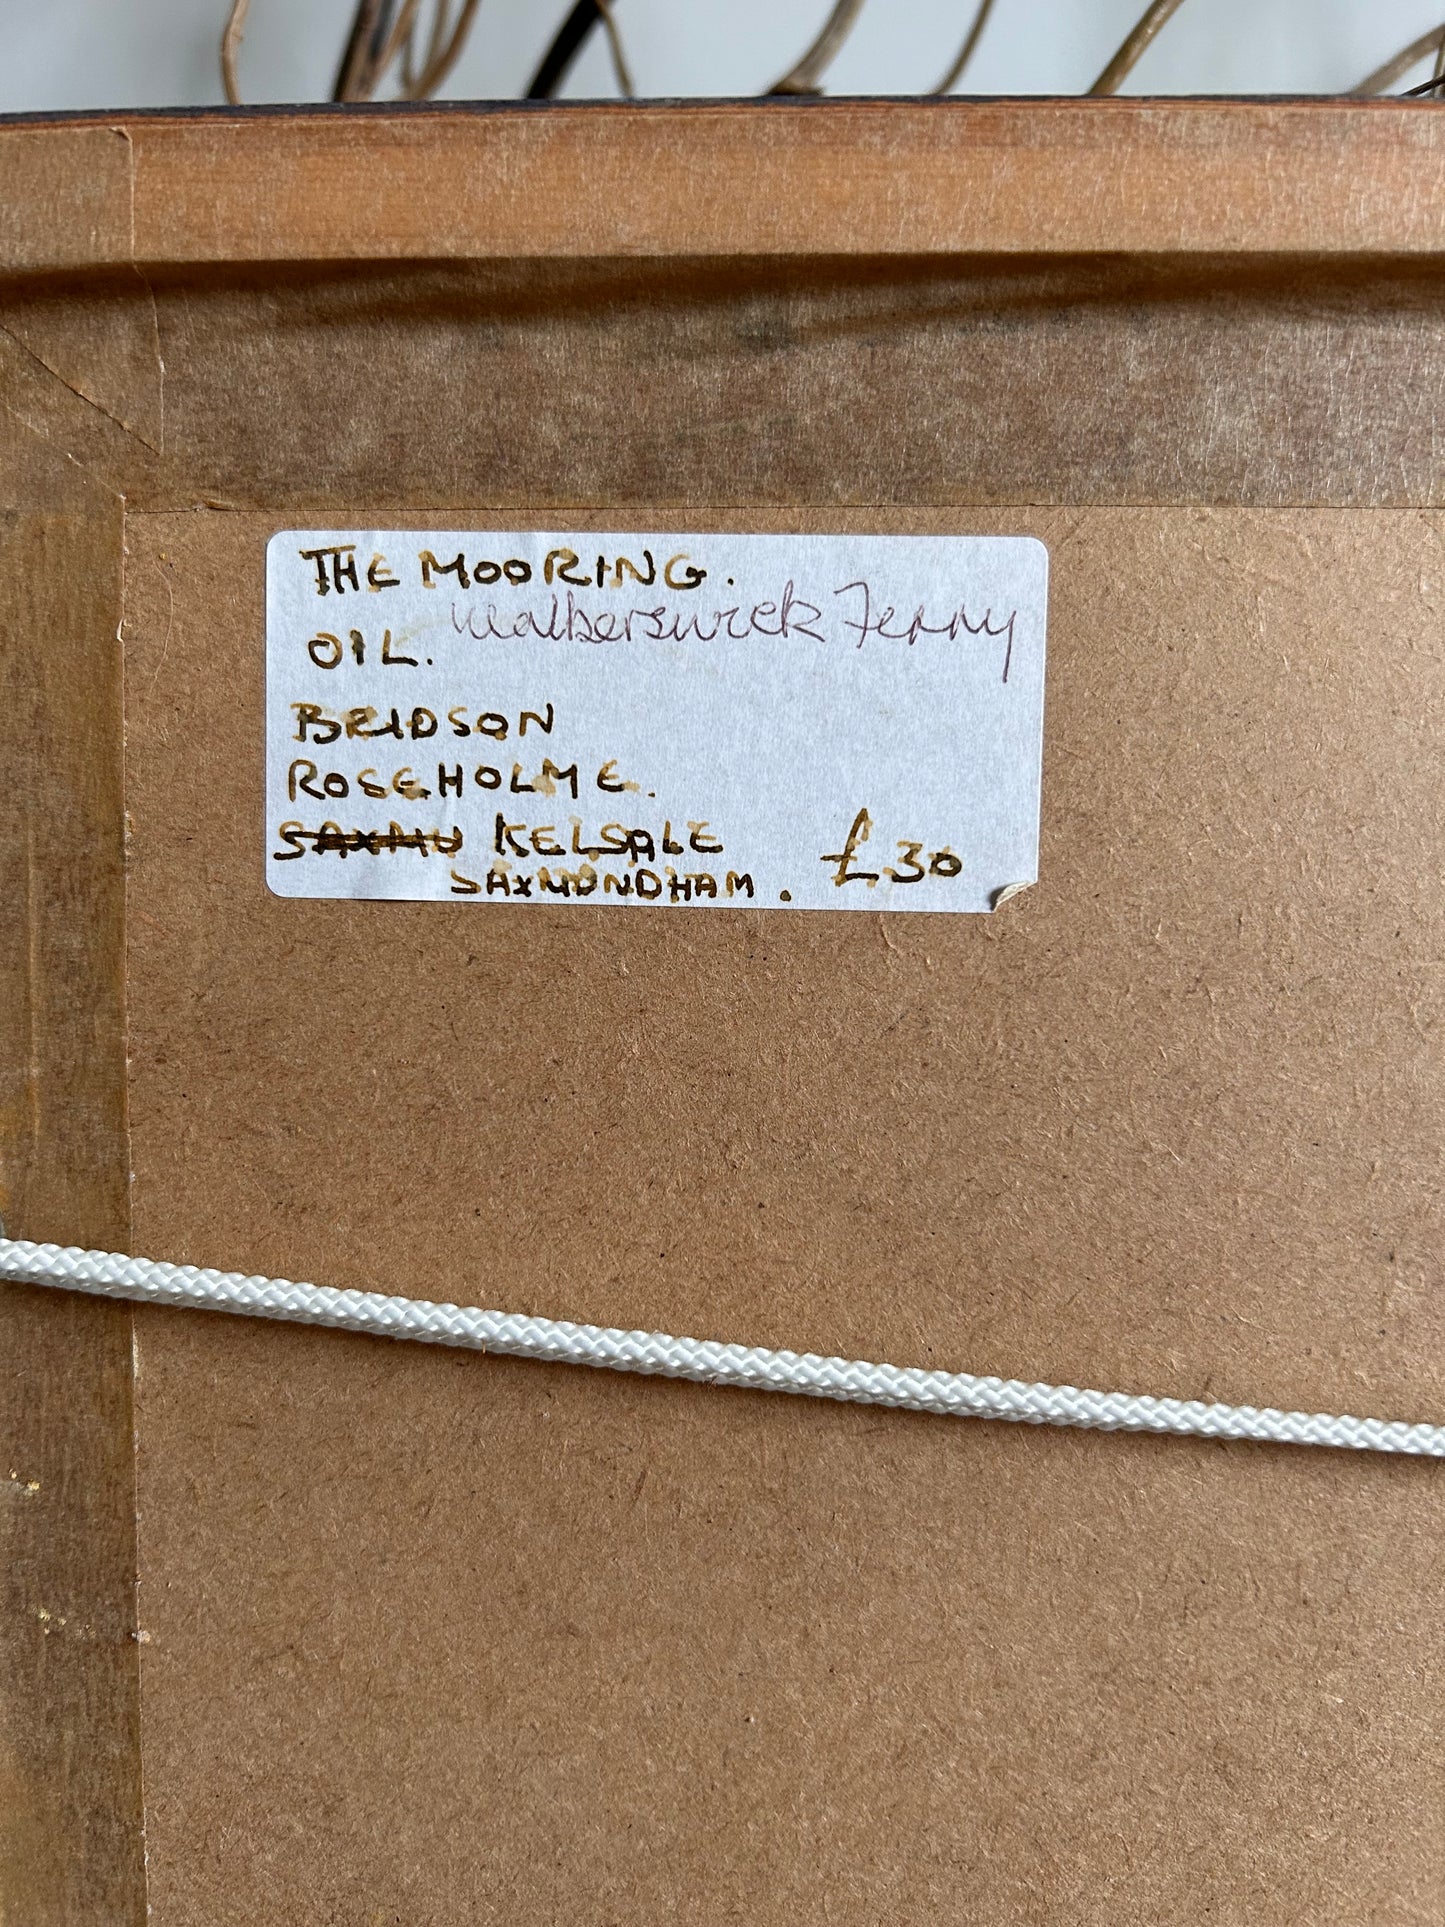 THE MOORING.
Walberswick Ferry
OIL.
BRIDSON
ROSEHOLME.
SAXMU KELSALE
SAXMUNDHAM. £30